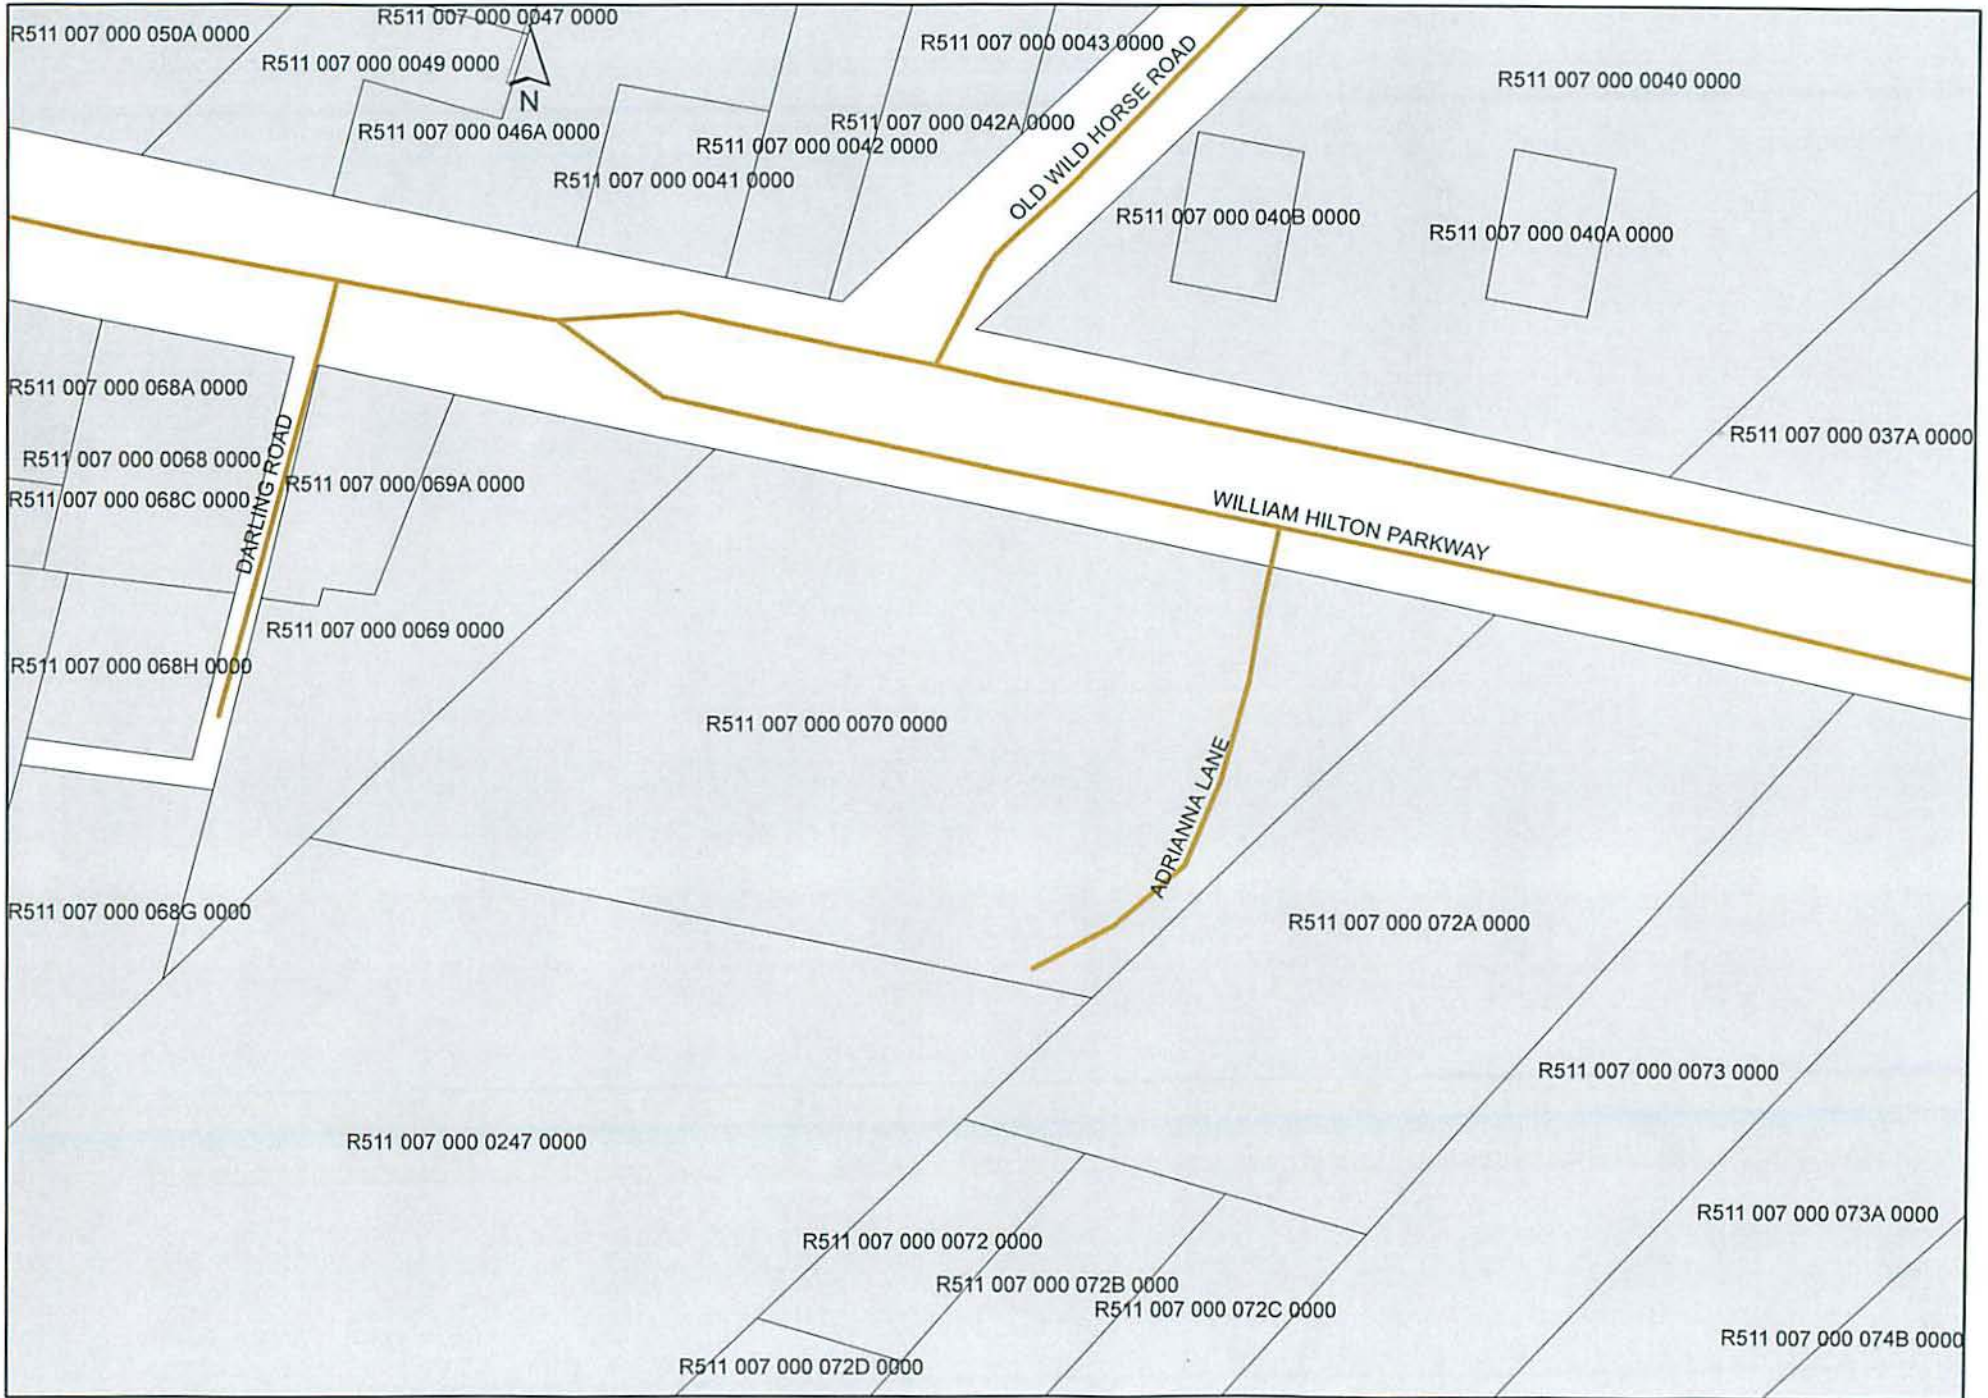 R511 007 000 0047 0000
R511 007 000 050A 0000
R511 007 000 0043 0000
R511 007 000 0049 0000
R511 007 000 0040 0000
N
R511 007 000 042A 0000
R511 007 000 046A 0000
R511 007 000 0042 0000
OLD WILD HORSE ROAD
R511 007 000 0041 0000
R511 007 000 040B 0000
R511 007 000 040A 0000
R511 007 000 068A 0000
R511 007 000 037A 0000
R511 007 000 0068 0000
DARLING ROAD
R511 007 000 069A 0000
R511 007 000 068C 0000
WILLIAM HILTON PARKWAY
R511 007 000 0069 0000
R511 007 000 068H 0000
R511 007 000 0070 0000
ADRIANNA LANE
R511 007 000 068G 0000
R511 007 000 072A 0000
R511 007 000 0073 0000
R511 007 000 0247 0000
R511 007 000 073A 0000
R511 007 000 0072 0000
R511 007 000 072B 0000
R511 007 000 072C 0000
R511 007 000 074B 0000
R511 007 000 072D 0000